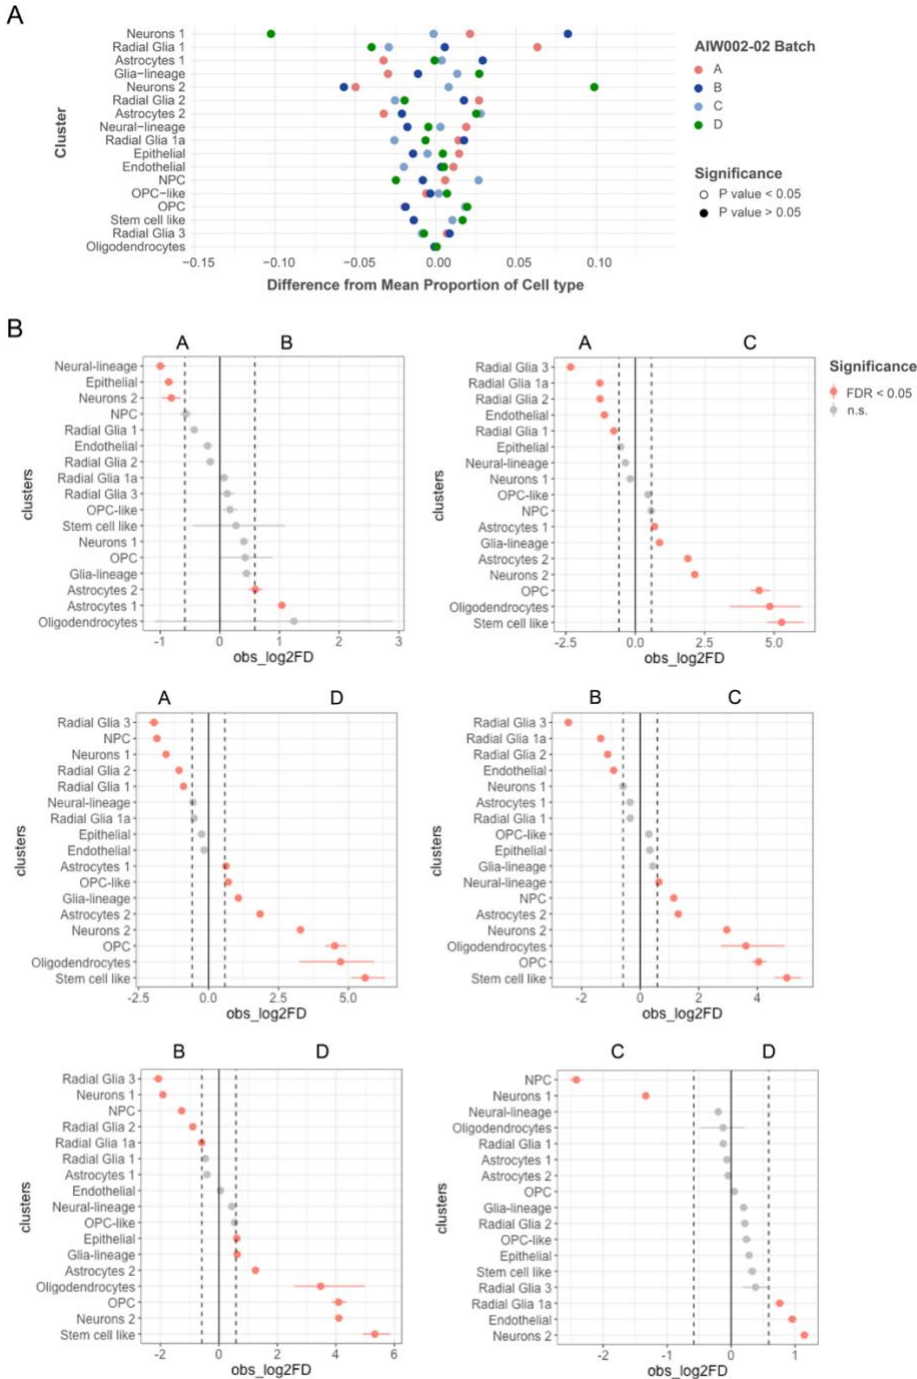 A
Neurons 1
Radial Glia 1
Astrocytes 1
Glia−lineage
Neurons 2
Radial Glia 2
Astrocytes 2
Neural−lineage
Radial Glia 1a
Epithelial
Endothelial
NPC
OPC−like
OPC
Stem cell like
Radial Glia 3
Oligodendrocytes
Cluster
−0.15 −0.10 −0.05 0.00 0.05 0.10
Difference from Mean Proportion of Cell type
AIW002-02 Batch
A
B
C
D
Significance
P value < 0.05
P value > 0.05
B
A B
Neural-lineage
Epithelial
Neurons 2
NPC
Radial Glia 1
Endothelial
Radial Glia 2
Radial Glia 1a
Radial Glia 3
OPC-like
Stem cell like
Neurons 1
OPC
Glia-lineage
Astrocytes 2
Astrocytes 1
Oligodendrocytes
clusters
-1 0 1 2 3
obs_log2FD
A C
Radial Glia 3
Radial Glia 1a
Radial Glia 2
Endothelial
Radial Glia 1
Epithelial
Neural-lineage
Neurons 1
OPC-like
NPC
Astrocytes 1
Glia-lineage
Astrocytes 2
Neurons 2
OPC
Oligodendrocytes
Stem cell like
clusters
-2.5 0.0 2.5 5.0
obs_log2FD
Significance
FDR < 0.05
n.s.
A D
Radial Glia 3
NPC
Neurons 1
Radial Glia 2
Radial Glia 1
Neural-lineage
Radial Glia 1a
Epithelial
Endothelial
Astrocytes 1
OPC-like
Glia-lineage
Astrocytes 2
Neurons 2
OPC
Oligodendrocytes
Stem cell like
clusters
-2.5 0.0 2.5 5.0
obs_log2FD
B C
Radial Glia 3
Radial Glia 1a
Radial Glia 2
Endothelial
Neurons 1
Astrocytes 1
Radial Glia 1
OPC-like
Epithelial
Glia-lineage
Neural-lineage
NPC
Astrocytes 2
Neurons 2
Oligodendrocytes
OPC
Stem cell like
clusters
-2 0 2 4
obs_log2FD
B D
Radial Glia 3
Neurons 1
NPC
Radial Glia 2
Radial Glia 1a
Radial Glia 1
Astrocytes 1
Endothelial
Neural-lineage
OPC-like
Epithelial
Glia-lineage
Astrocytes 2
Oligodendrocytes
OPC
Neurons 2
Stem cell like
clusters
-2 0 2 4 6
obs_log2FD
C D
NPC
Neurons 1
Neural-lineage
Oligodendrocytes
Radial Glia 1
Astrocytes 1
Astrocytes 2
OPC
Glia-lineage
Radial Glia 2
OPC-like
Epithelial
Stem cell like
Radial Glia 3
Radial Glia 1a
Endothelial
Neurons 2
clusters
-2 -1 0 1
obs_log2FD